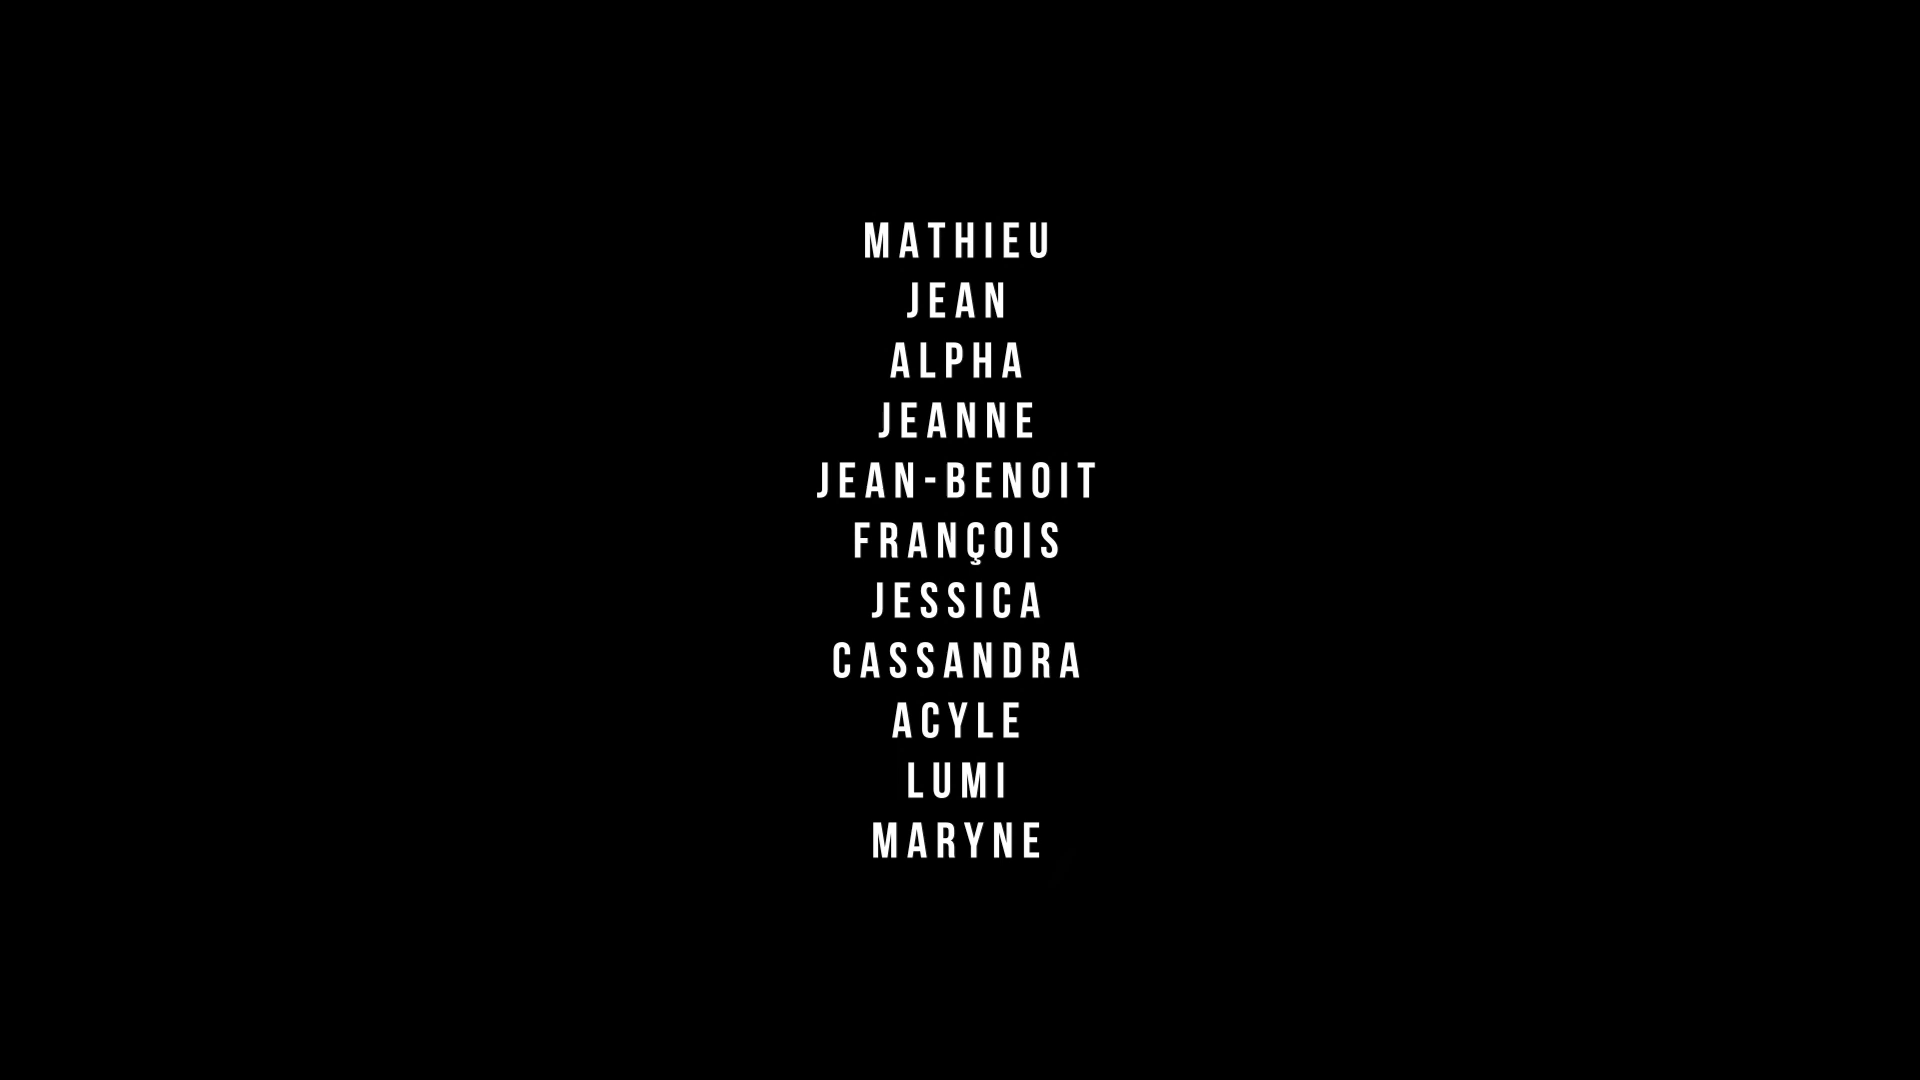 MATHIEU
JEAN
ALPHA
JEANNE
JEAN-BENOIT
FRANÇOIS
JESSICA
CASSANDRA
ACYLE
LUMI
MARYNE